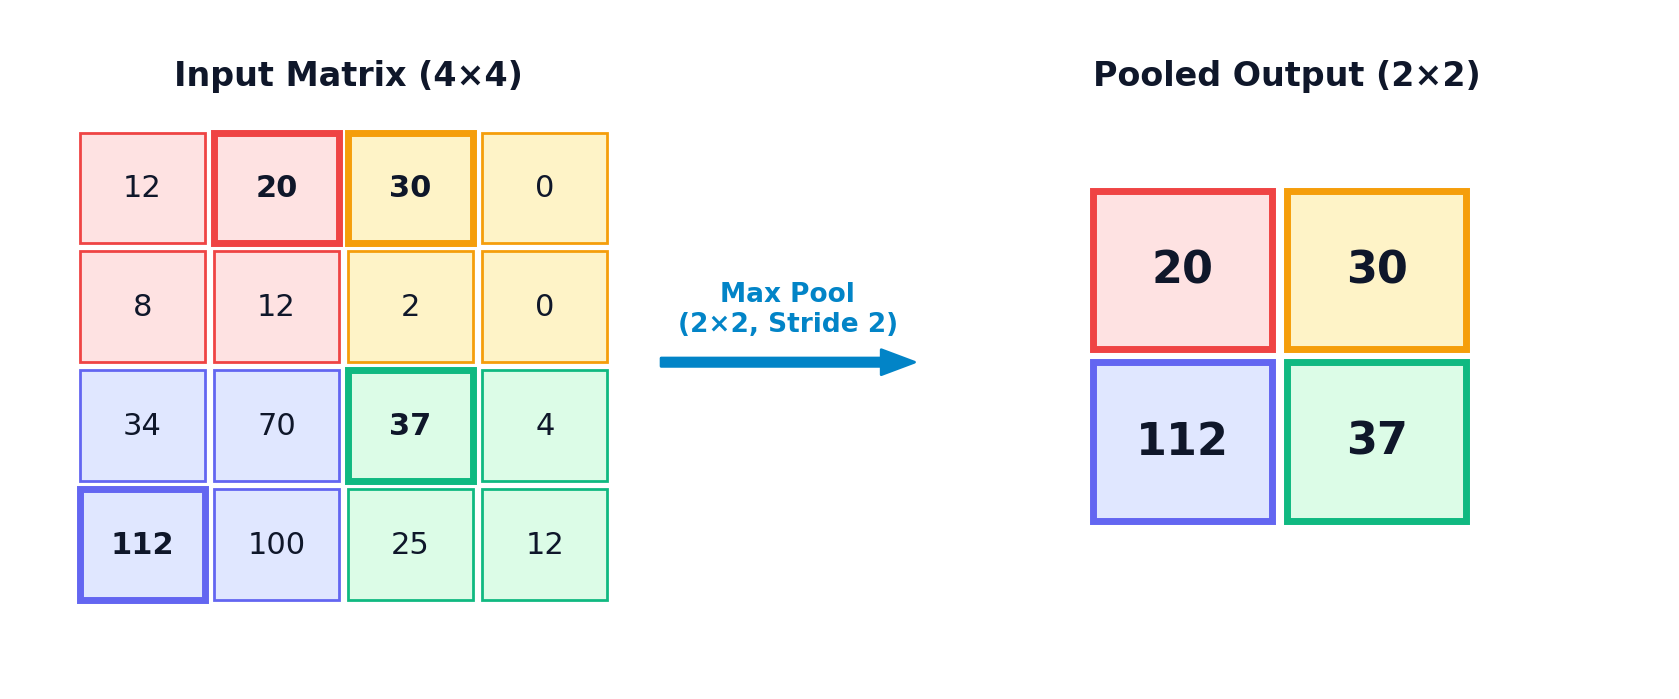 Input Matrix (4×4)
Pooled Output (2×2)
12 20 30 0
8 12 2 0
34 70 37 4
112 100 25 12
Max Pool
(2×2, Stride 2)
20 30
112 37